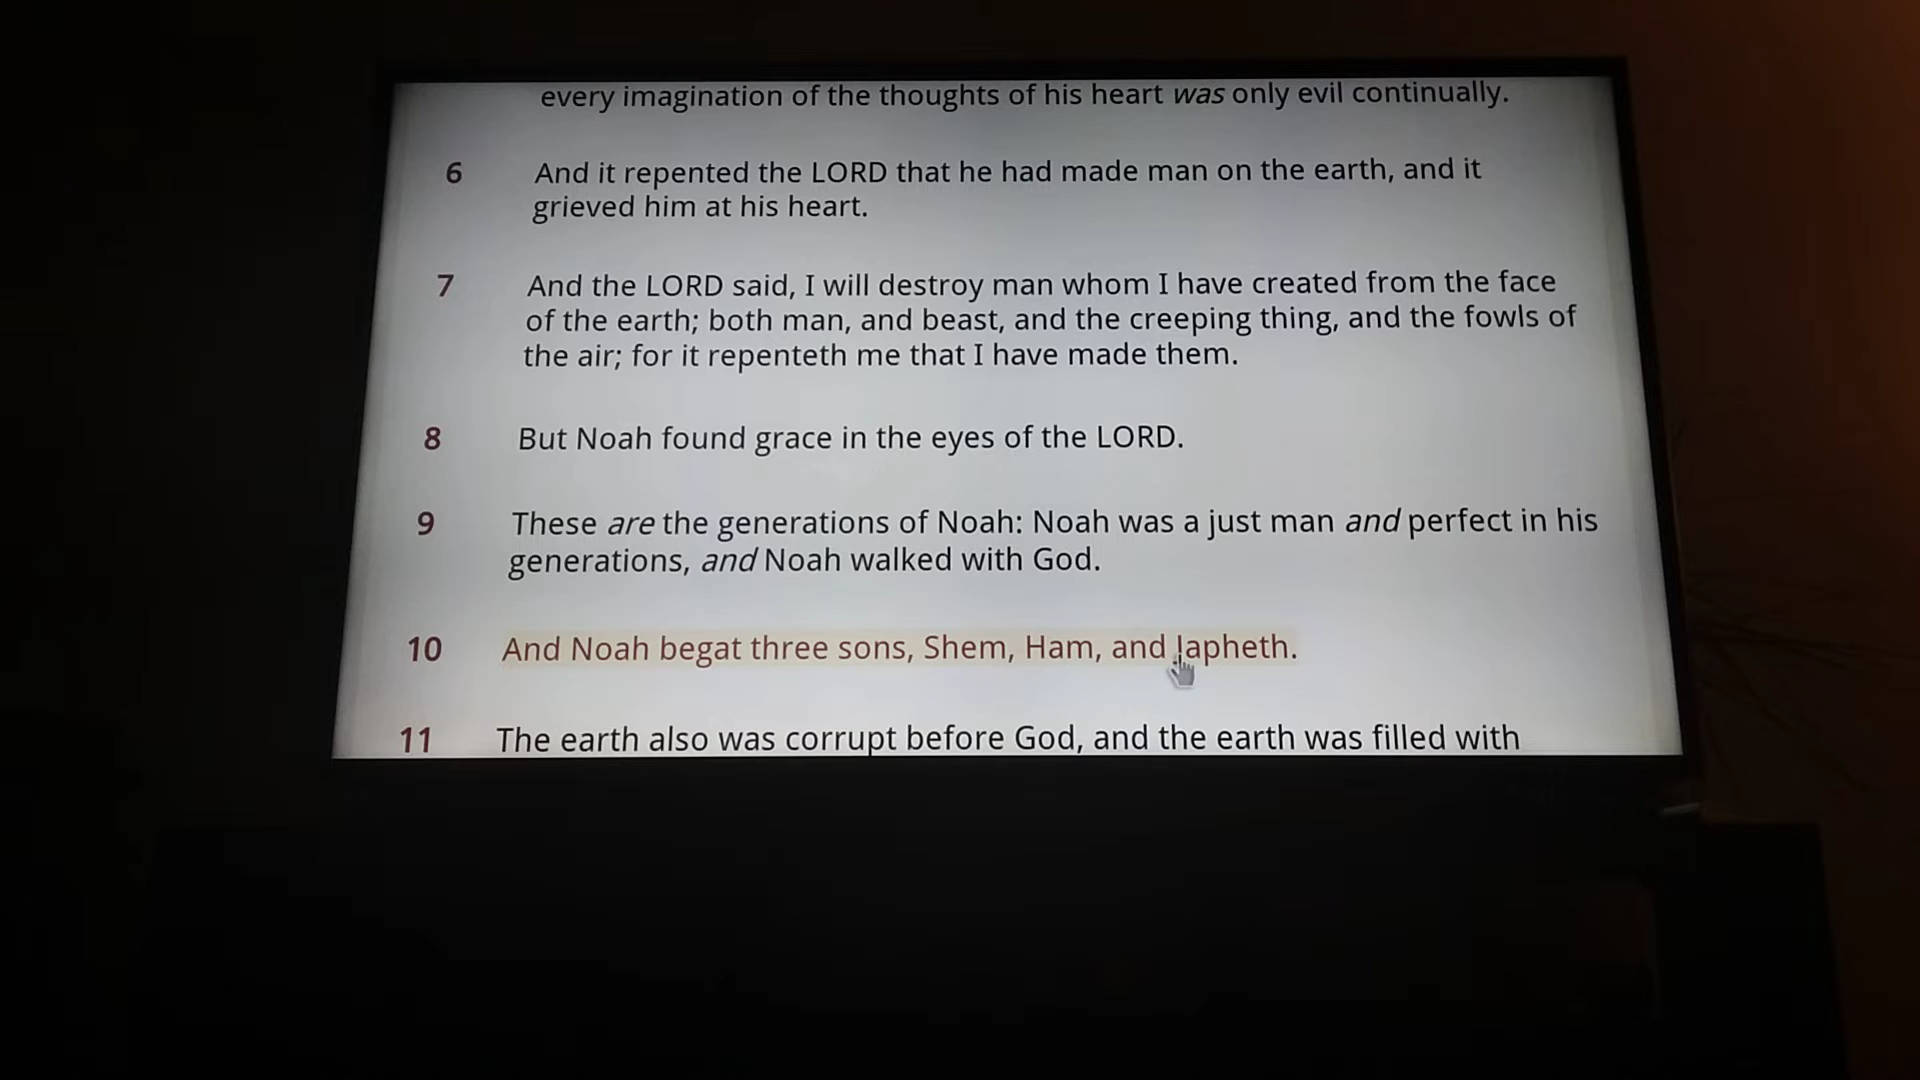 every imagination of the thoughts of his heart was only evil continually.
6 And it repented the LORD that he had made man on the earth, and it
grieved him at his heart.
7 And the LORD said, I will destroy man whom I have created from the face
of the earth; both man, and beast, and the creeping thing, and the fowls of
the air; for it repenteth me that I have made them.
8 But Noah found grace in the eyes of the LORD.
9 These are the generations of Noah: Noah was a just man and perfect in his
generations, and Noah walked with God.
10 And Noah begat three sons, Shem, Ham, and Japheth.
11 The earth also was corrupt before God, and the earth was filled with